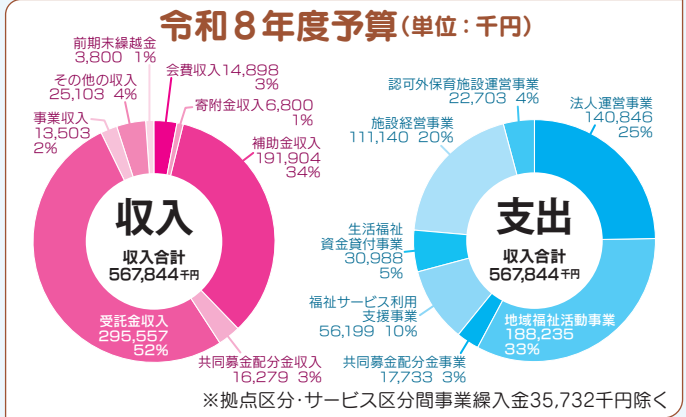 令和8年度予算(単位：千円)
前期末繰越金
3,800 1%
会費収入14,898
3%
その他の収入
25,103 4%
寄附金収入6,800
1%
事業収入
13,503
2%
補助金収入
191,904
34%
収入
収入合計
567,844千円
受託金収入
295,557
52%
共同募金配分金収入
16,279 3%
認可外保育施設運営事業
22,703 4%
法人運営事業
140,846
25%
施設経営事業
111,140 20%
支出
収入合計
567,844千円
生活福祉
資金貸付事業
30,988
5%
福祉サービス利用
支援事業
56,199 10%
地域福祉活動事業
188,235
33%
共同募金配分金事業
17,733 3%
※拠点区分・サービス区分間事業繰入金35,732千円除く